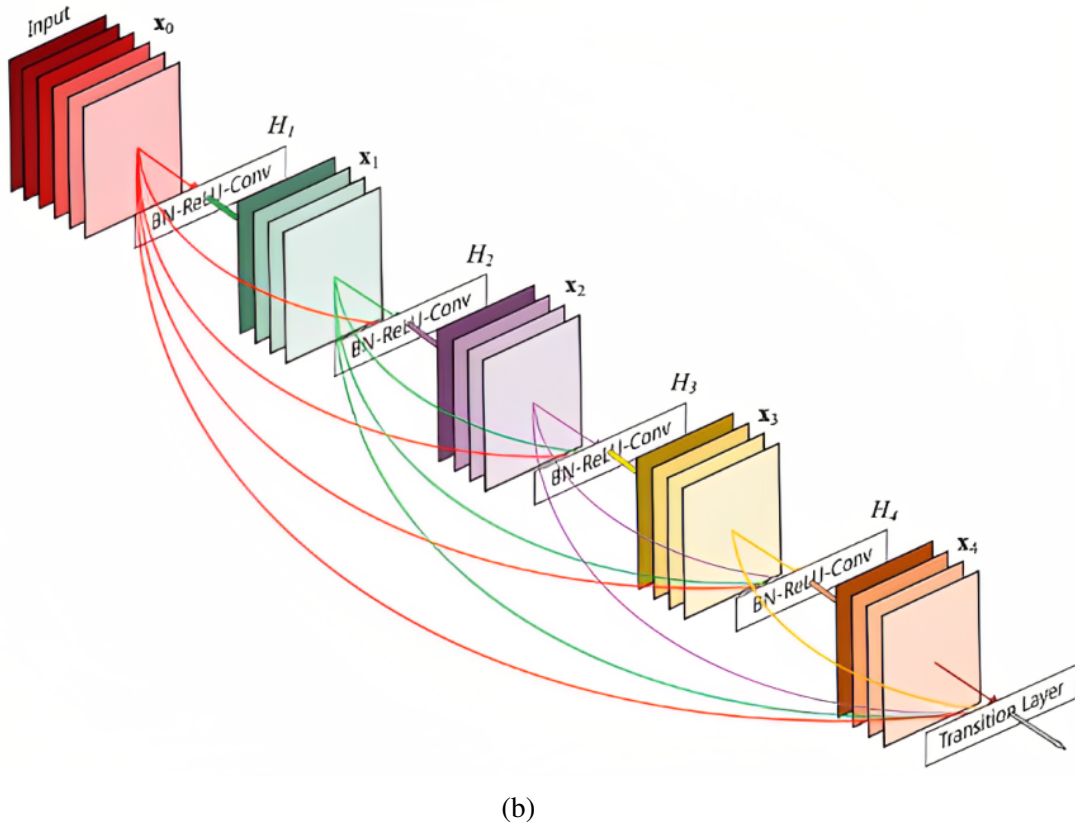 Input
x₀
H₁
BN-ReLU-Conv
x₁
H₂
BN-ReLU-Conv
x₂
H₃
BN-ReLU-Conv
x₃
H₄
BN-ReLU-Conv
x₄
Transition Layer
(b)